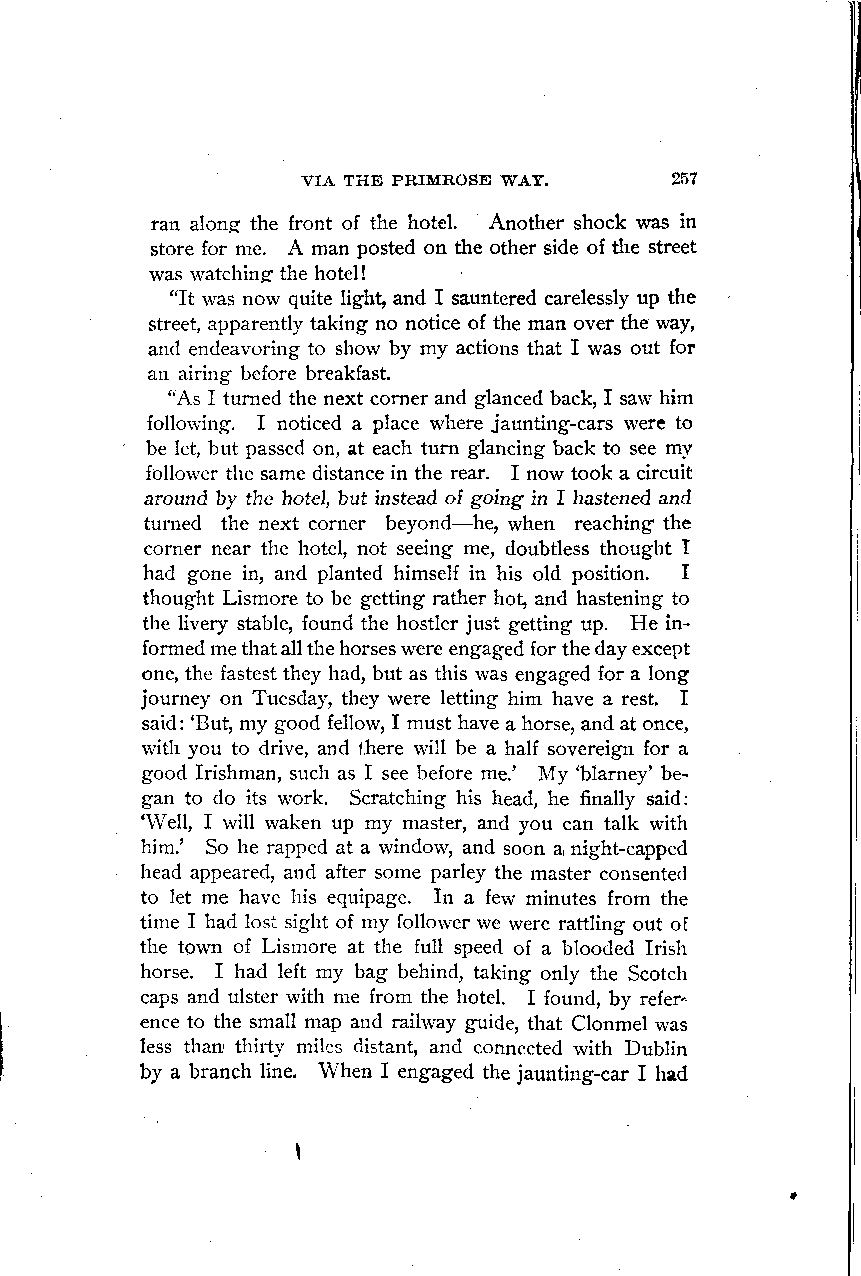 VIA THE PRIMROSE WAY. 257
ran along the front of the hotel. Another shock was in
store for me. A man posted on the other side of the street
was watching the hotel!
"It was now quite light, and I sauntered carelessly up the
street, apparently taking no notice of the man over the way,
and endeavoring to show by my actions that I was out for
an airing before breakfast.
"As I turned the next corner and glanced back, I saw him
following. I noticed a place where jaunting-cars were to
be let, but passed on, at each turn glancing back to see my
follower the same distance in the rear. I now took a circuit
around by the hotel, but instead of going in I hastened and
turned the next corner beyond—he, when reaching the
corner near the hotel, not seeing me, doubtless thought I
had gone in, and planted himself in his old position. I
thought Lismore to be getting rather hot, and hastening to
the livery stable, found the hostler just getting up. He in-
formed me that all the horses were engaged for the day except
one, the fastest they had, but as this was engaged for a long
journey on Tuesday, they were letting him have a rest. I
said: 'But, my good fellow, I must have a horse, and at once,
with you to drive, and there will be a half sovereign for a
good Irishman, such as I see before me.' My 'blarney' be-
gan to do its work. Scratching his head, he finally said:
'Well, I will waken up my master, and you can talk with
him.' So he rapped at a window, and soon a night-capped
head appeared, and after some parley the master consented
to let me have his equipage. In a few minutes from the
time I had lost sight of my follower we were rattling out of
the town of Lismore at the full speed of a blooded Irish
horse. I had left my bag behind, taking only the Scotch
caps and ulster with me from the hotel. I found, by refer-
ence to the small map and railway guide, that Clonmel was
less than thirty miles distant, and connected with Dublin
by a branch line. When I engaged the jaunting-car I had